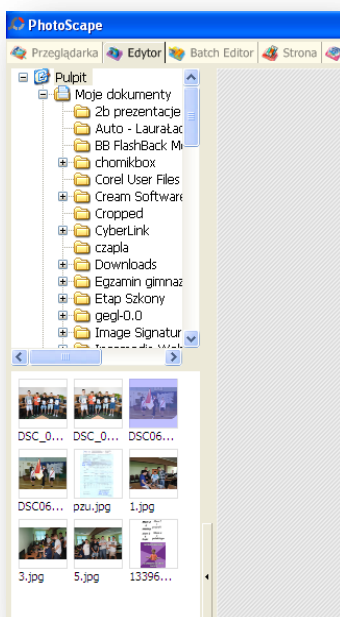 PhotoScape
Przeglądarka Edytor Batch Editor Strona
Pulpit
Moje dokumenty
2b prezentacje
Auto - LauraŁac
BB FlashBack Mo
chomikbox
Corel User Files
Cream Software
Cropped
CyberLink
czapla
Downloads
Egzamin gimnaz
Etap Szkony
gegl-0.0
Image Signatur
DSC_0... DSC_0... DSC06...
DSC06... pzu.jpg 1.jpg
3.jpg 5.jpg 13396...